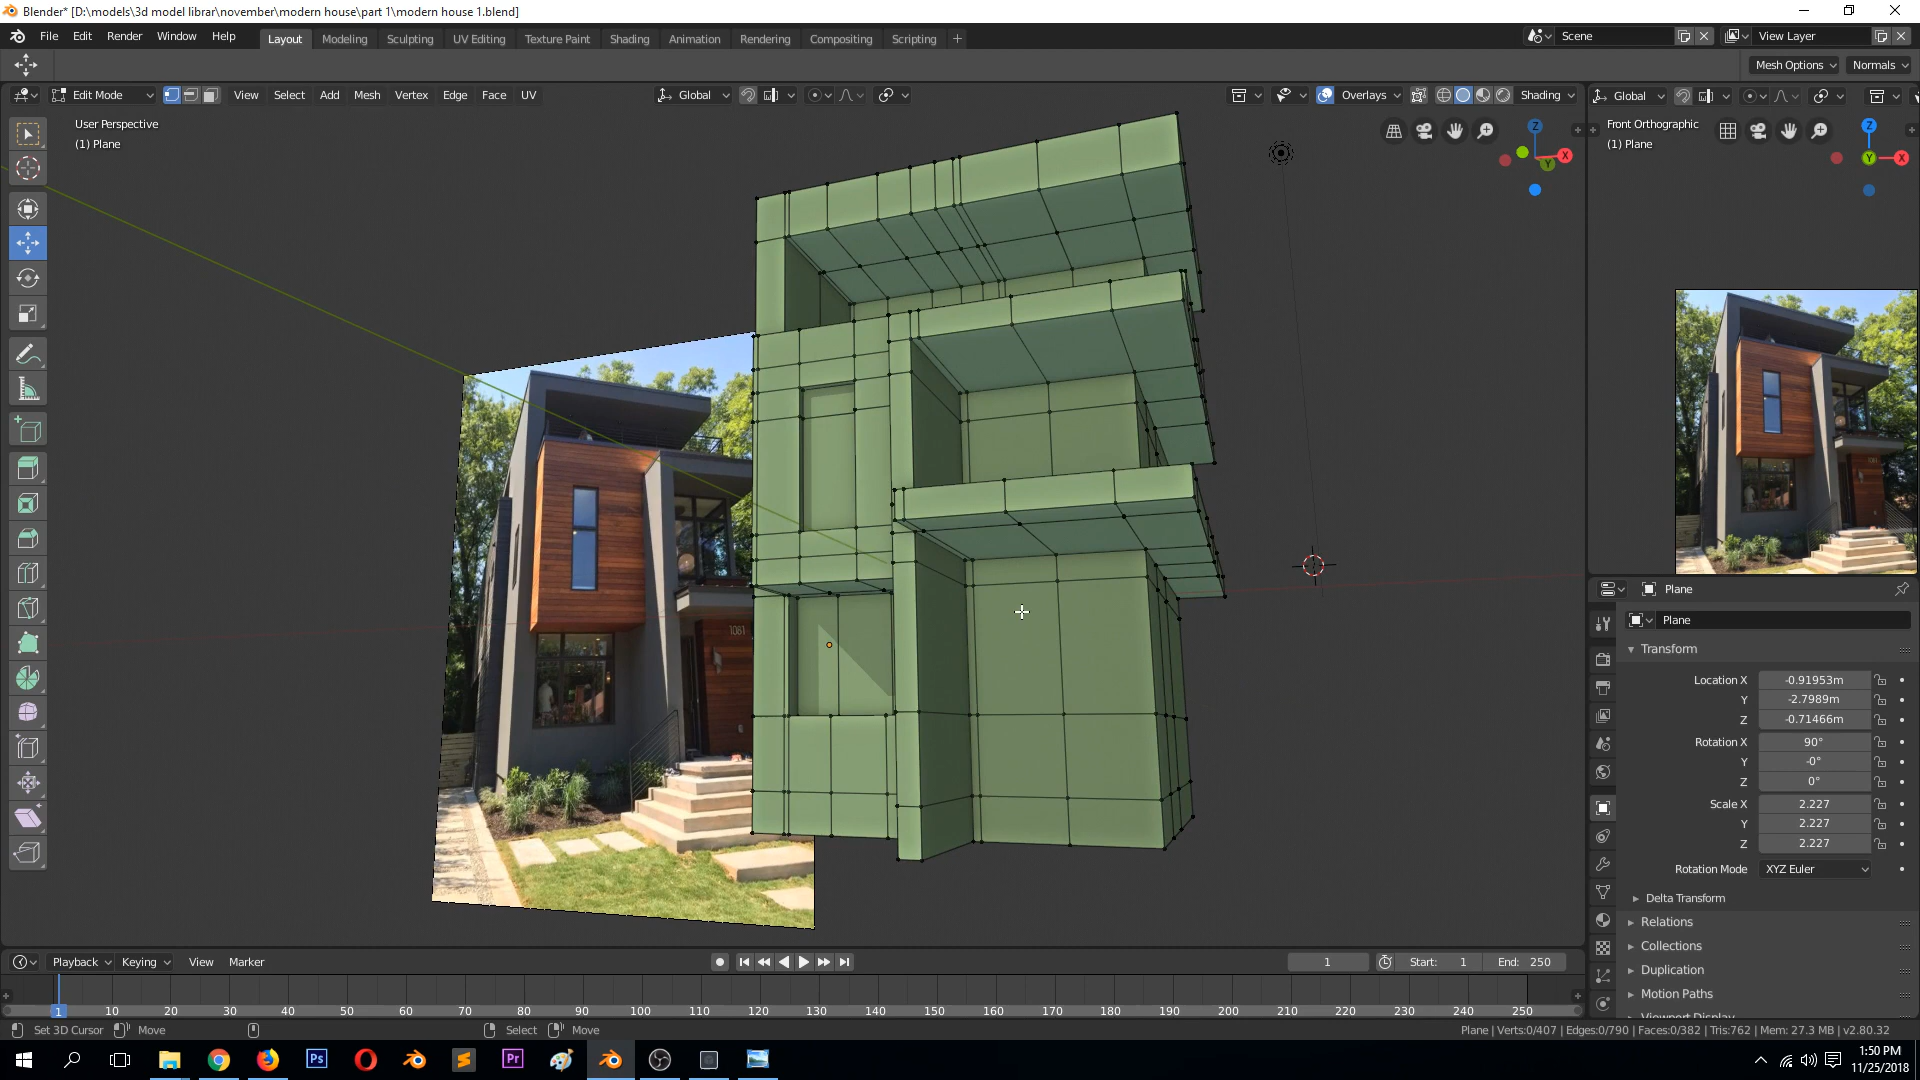 Blender* [D:\models\3d model librar\november\modern house\part 1\modern house 1.blend]
File Edit Render Window Help
Layout Modeling Sculpting UV Editing Texture Paint Shading Animation Rendering Compositing Scripting +
Scene
View Layer
Mesh Options
Normals
Edit Mode View Select Add Mesh Vertex Edge Face UV
Global
Overlays
Shading
Global
User Perspective
(1) Plane
Z
X
Y
Front Orthographic
(1) Plane
Z
Y
X
1061
Plane
Plane
Transform
Location X -0.91953m
Y -2.7989m
Z -0.71466m
Rotation X 90°
Y -0°
Z 0°
Scale X 2.227
Y 2.227
Z 2.227
Rotation Mode XYZ Euler
Delta Transform
Relations
Collections
Duplication
Motion Paths
Viewport Display
Playback Keying View Marker
1
Start: 1
End: 250
1 10 20 30 40 50 60 70 80 90 100 110 120 130 140 150 160 170 180 190 200 210 220 230 240 250
Set 3D Cursor Move Select Move
Plane | Verts:0/407 | Edges:0/790 | Faces:0/382 | Tris:762 | Mem: 27.3 MB | v2.80.32
Ps
Pr
1:50 PM
11/25/2018